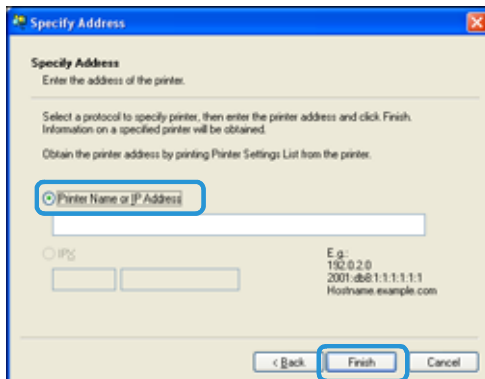 Specify Address
Specify Address
Enter the address of the printer.
Select a protocol to specify printer, then enter the printer address and click Finish.
Information on a specified printer will be obtained.
Obtain the printer address by printing Printer Settings List from the printer.
Printer Name or IP Address
IPX
E.g.:
192.0.2.0
2001:db8:1:1:1:1:1:1
Hostname.example.com
< Back
Finish
Cancel